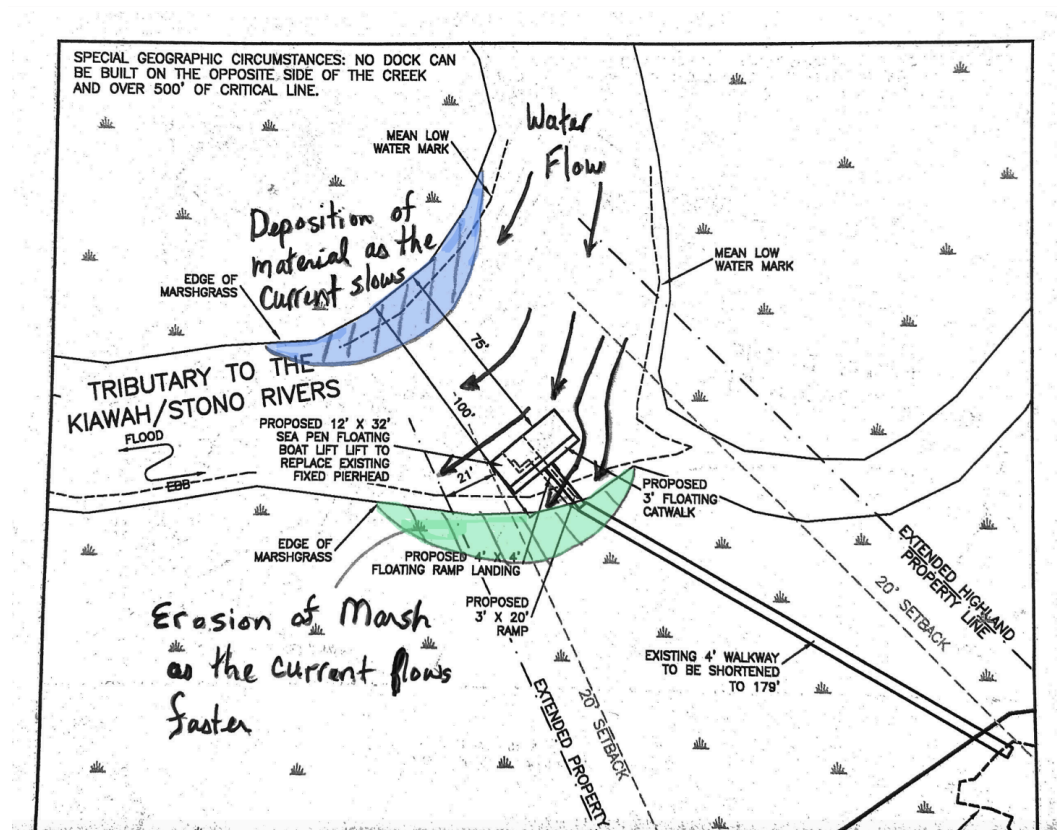 SPECIAL GEOGRAPHIC CIRCUMSTANCES: NO DOCK CAN
BE BUILT ON THE OPPOSITE SIDE OF THE CREEK
AND OVER 500' OF CRITICAL LINE.
Water
Flow
MEAN LOW
WATER MARK
Deposition of
material as the
current slows
MEAN LOW
WATER MARK
EDGE OF
MARSHGRASS
75'
100'
TRIBUTARY TO THE
KIAWAH/STONO RIVERS
FLOOD
EBB
PROPOSED 12' X 32'
SEA PEN FLOATING
BOAT LIFT LIFT TO
REPLACE EXISTING
FIXED PIERHEAD
21'
PROPOSED
3' FLOATING
CATWALK
EDGE OF
MARSHGRASS
PROPOSED 4' X 4'
FLOATING RAMP LANDING
PROPOSED
3' X 20'
RAMP
EXTENDED HIGHLAND
PROPERTY LINE
20' SETBACK
Erosion of Marsh
as the current flows
faster
EXISTING 4' WALKWAY
TO BE SHORTENED
TO 179'
20' SETBACK
EXTENDED PROPERTY